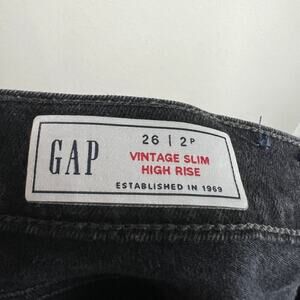 GAP
26 | 2P
VINTAGE SLIM
HIGH RISE
ESTABLISHED IN 1969